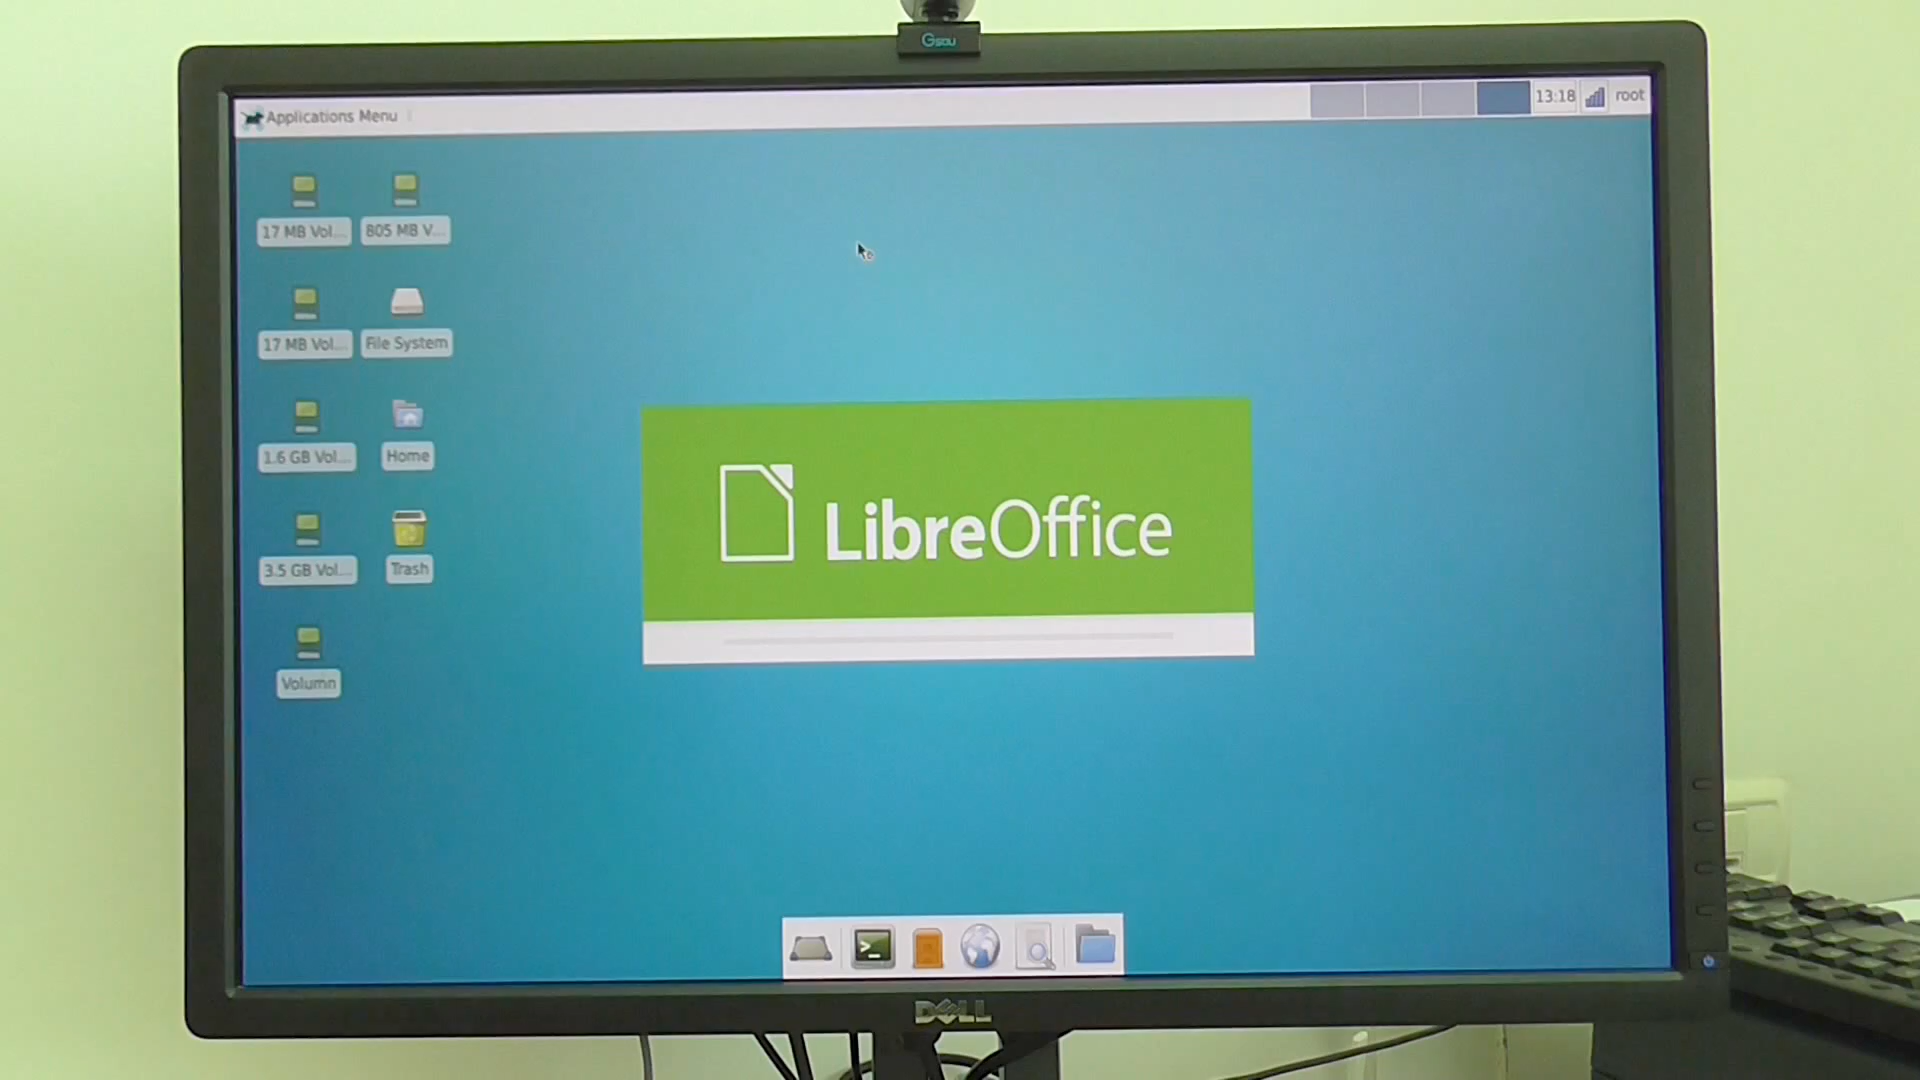 Gsou
Applications Menu
13:18
root
17 MB Vol...
805 MB V...
17 MB Vol...
File System
1.6 GB Vol...
Home
3.5 GB Vol...
Trash
Volumn
LibreOffice
DELL